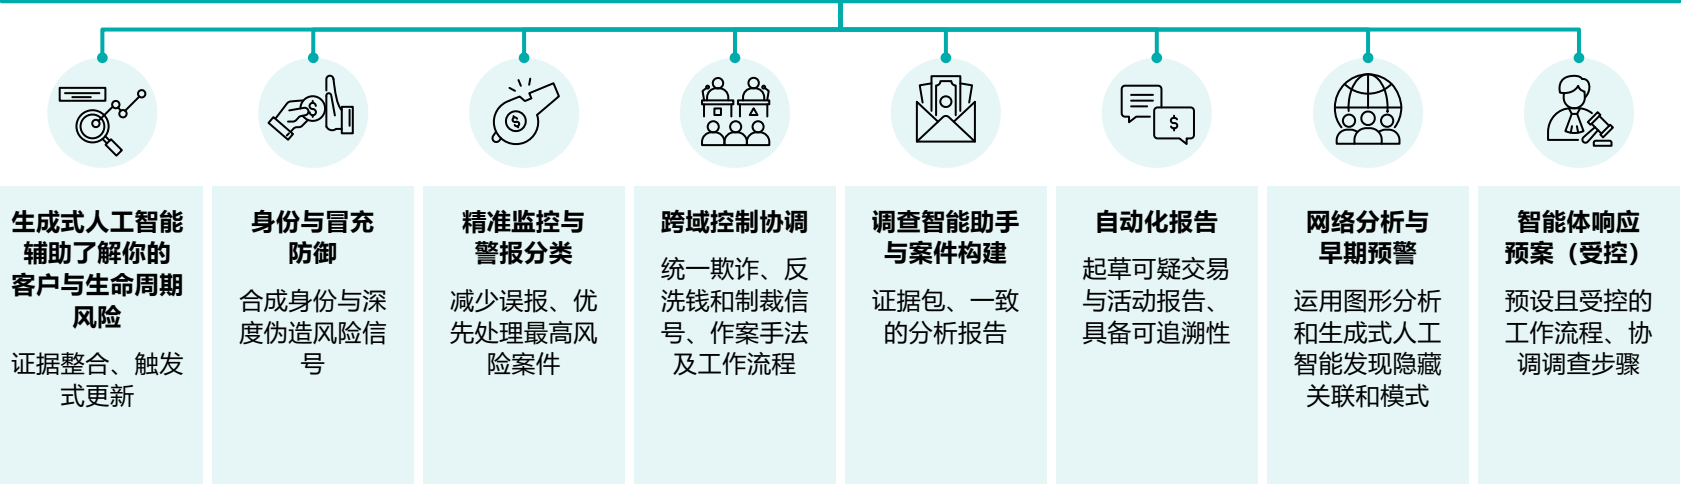 $
$
$
生成式人工智能
辅助了解你的
客户与生命周期
风险
证据整合、触发
式更新
身份与冒充
防御
合成身份与深
度伪造风险信
号
精准监控与
警报分类
减少误报、优
先处理最高风
险案件
跨域控制协调
统一欺诈、反
洗钱和制裁信
号、作案手法
及工作流程
调查智能助手
与案件构建
证据包、一致
的分析报告
自动化报告
起草可疑交易
与活动报告、
具备可追溯性
网络分析与
早期预警
运用图形分析
和生成式人工
智能发现隐藏
关联和模式
智能体响应
预案（受控）
预设且受控的
工作流程、协
调调查步骤